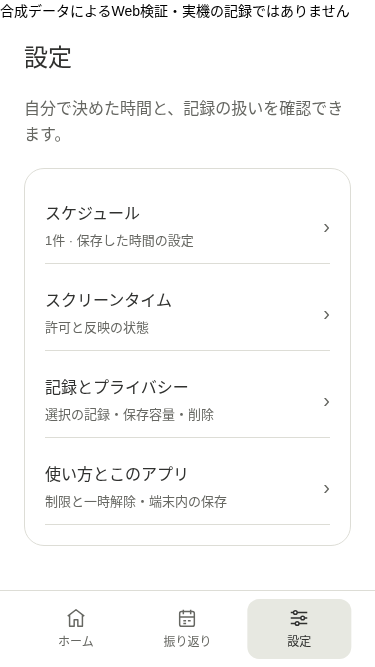 合成データによるWeb検証・実機の記録ではありません
設定
自分で決めた時間と、記録の扱いを確認でき
ます。
スケジュール
1件 · 保存した時間の設定
›
スクリーンタイム
許可と反映の状態
›
記録とプライバシー
選択の記録・保存容量・削除
›
使い方とこのアプリ
制限と一時解除・端末内の保存
›
ホーム
振り返り
設定